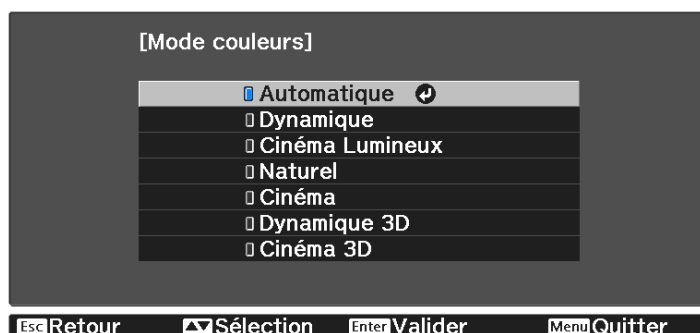 [Mode couleurs]
Automatique
Dynamique
Cinéma Lumineux
Naturel
Cinéma
Dynamique 3D
Cinéma 3D
Esc Retour Sélection Enter Valider Menu Quitter